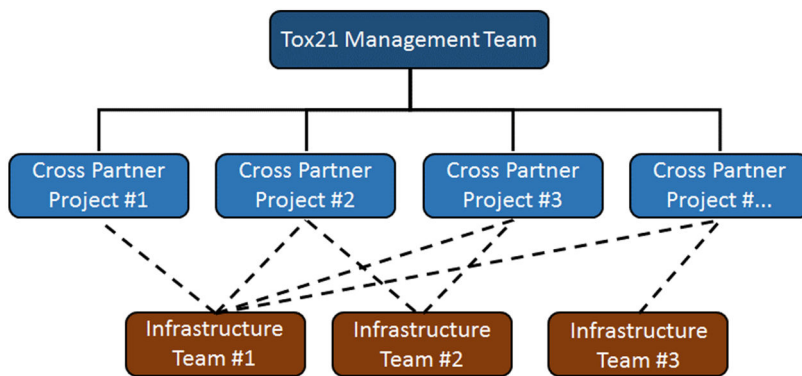 Tox21 Management Team
Cross Partner
Project #1
Cross Partner
Project #2
Cross Partner
Project #3
Cross Partner
Project #...
Infrastructure
Team #1
Infrastructure
Team #2
Infrastructure
Team #3